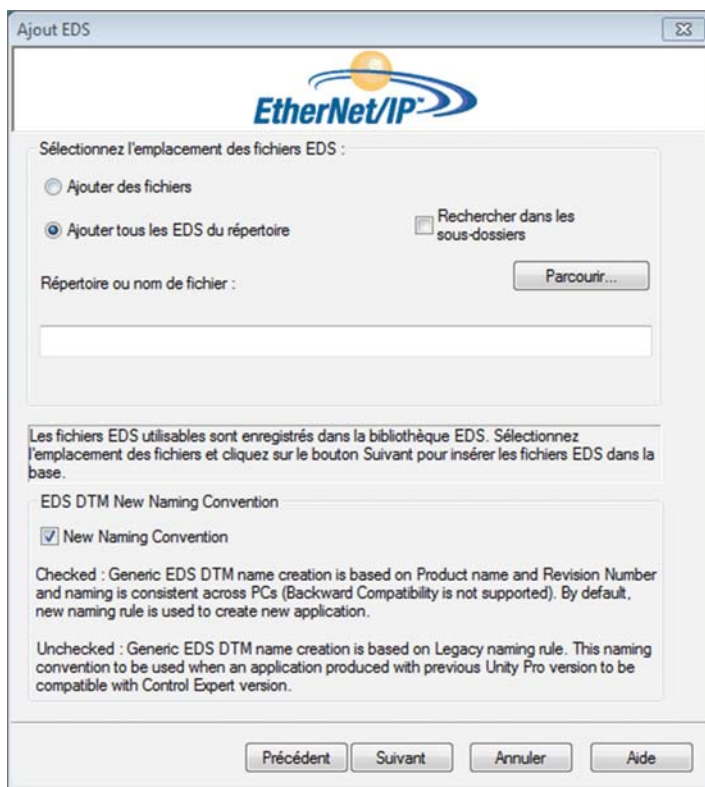 Ajout EDS
EtherNet/IP™
Sélectionnez l'emplacement des fichiers EDS :
Ajouter des fichiers
Ajouter tous les EDS du répertoire
Rechercher dans les
sous-dossiers
Répertoire ou nom de fichier :
Parcourir...
Les fichiers EDS utilisables sont enregistrés dans la bibliothèque EDS. Sélectionnez
l'emplacement des fichiers et cliquez sur le bouton Suivant pour insérer les fichiers EDS dans la
base.
EDS DTM New Naming Convention
New Naming Convention
Checked : Generic EDS DTM name creation is based on Product name and Revision Number
and naming is consistent across PCs (Backward Compatibility is not supported). By default,
new naming rule is used to create new application.
Unchecked : Generic EDS DTM name creation is based on Legacy naming rule. This naming
convention to be used when an application produced with previous Unity Pro version to be
compatible with Control Expert version.
Précédent
Suivant
Annuler
Aide